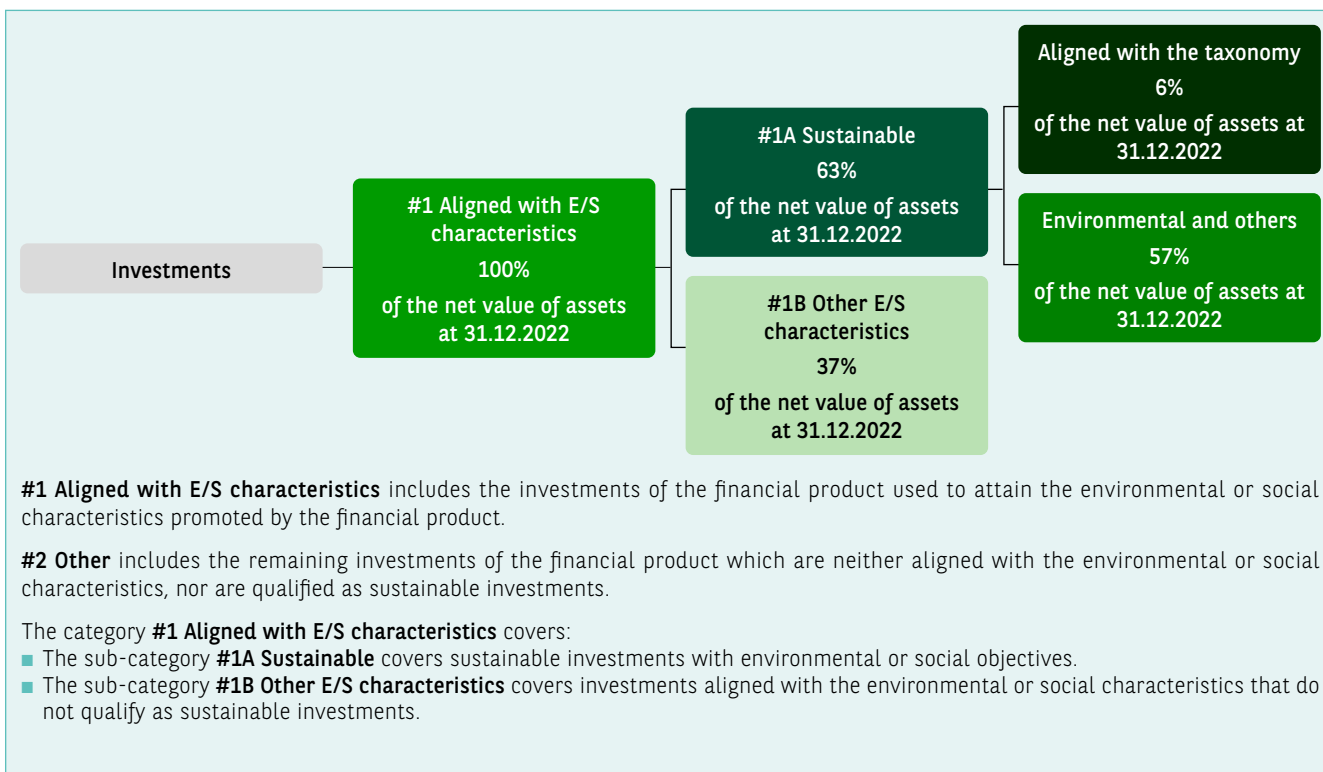 Investments
#1 Aligned with E/S
characteristics
100%
of the net value of assets
at 31.12.2022
#1A Sustainable
63%
of the net value of assets
at 31.12.2022
#1B Other E/S
characteristics
37%
of the net value of assets
at 31.12.2022
Aligned with the taxonomy
6%
of the net value of assets at
31.12.2022
Environmental and others
57%
of the net value of assets at
31.12.2022
#1 Aligned with E/S characteristics includes the investments of the financial product used to attain the environmental or social
characteristics promoted by the financial product.
#2 Other includes the remaining investments of the financial product which are neither aligned with the environmental or social
characteristics, nor are qualified as sustainable investments.
The category #1 Aligned with E/S characteristics covers:
■ The sub-category #1A Sustainable covers sustainable investments with environmental or social objectives.
■ The sub-category #1B Other E/S characteristics covers investments aligned with the environmental or social characteristics that do
not qualify as sustainable investments.